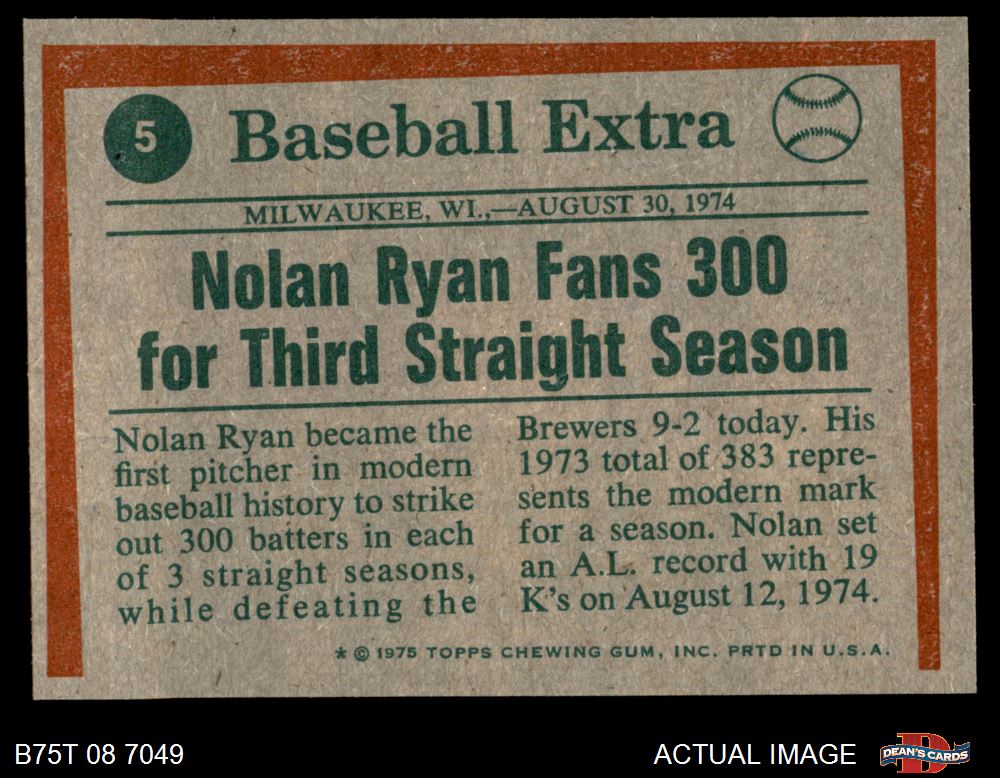 5
Baseball Extra
MILWAUKEE, WI.,—AUGUST 30, 1974
Nolan Ryan Fans 300
for Third Straight Season
Nolan Ryan became the
first pitcher in modern
baseball history to strike
out 300 batters in each
of 3 straight seasons,
while defeating the
Brewers 9-2 today. His
1973 total of 383 repre-
sents the modern mark
for a season. Nolan set
an A.L. record with 19
K's on August 12, 1974.
* © 1975 TOPPS CHEWING GUM, INC. PRTD IN U.S.A.
B75T 08 7049
ACTUAL IMAGE
D
DEAN'S CARDS